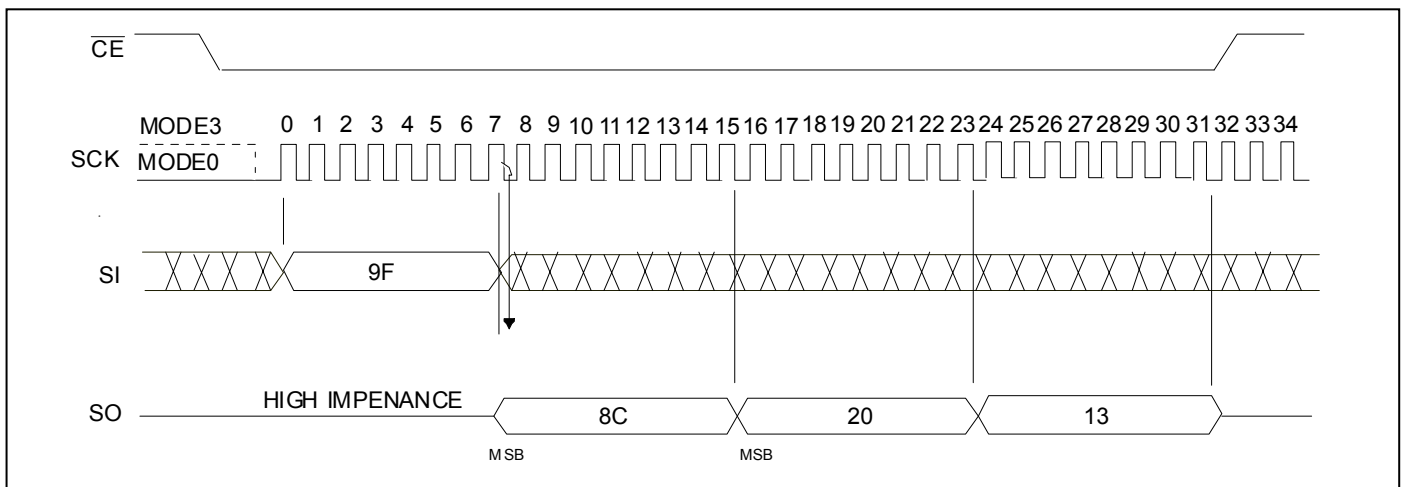 CE
MODE3 0 1 2 3 4 5 6 7 8 9 10 11 12 13 14 15 16 17 18 19 20 21 22 23 24 25 26 27 28 29 30 31 32 33 34
SCK MODE0
SI 9F
HIGH IMPENANCE
SO 8C 20 13
MSB MSB